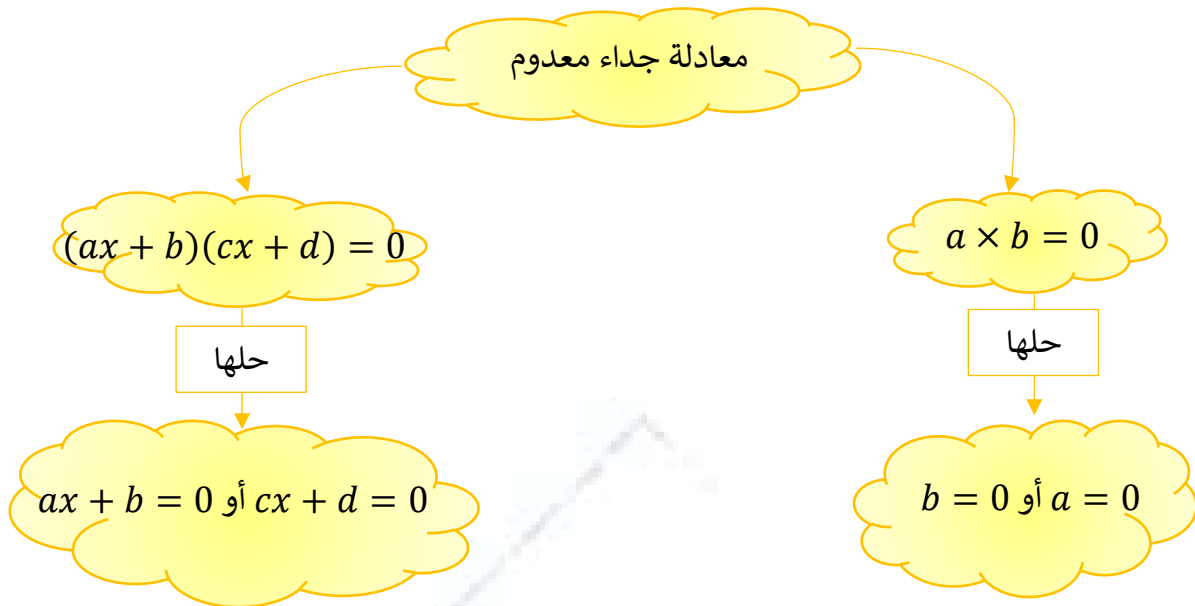 معادلة جداء معدوم
a × b = 0
(ax + b)(cx + d) = 0
حلها
حلها
b = 0 أو a = 0
ax + b = 0 أو cx + d = 0